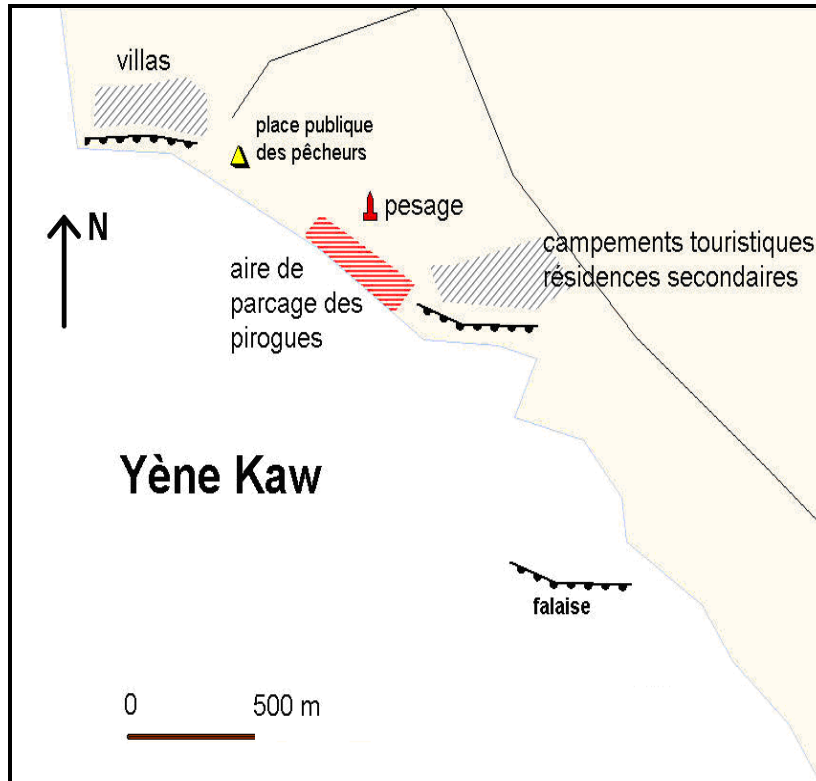 villas
place publique
des pêcheurs
pesage
N
campements touristiques
résidences secondaires
aire de
parcage des
pirogues
Yène Kaw
falaise
0 500 m